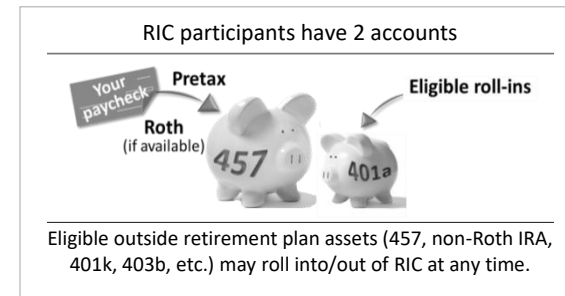 RIC participants have 2 accounts
Your
paycheck
Pretax
Roth
(if available)
Eligible roll-ins
457
401a
Eligible outside retirement plan assets (457, non-Roth IRA,
401k, 403b, etc.) may roll into/out of RIC at any time.